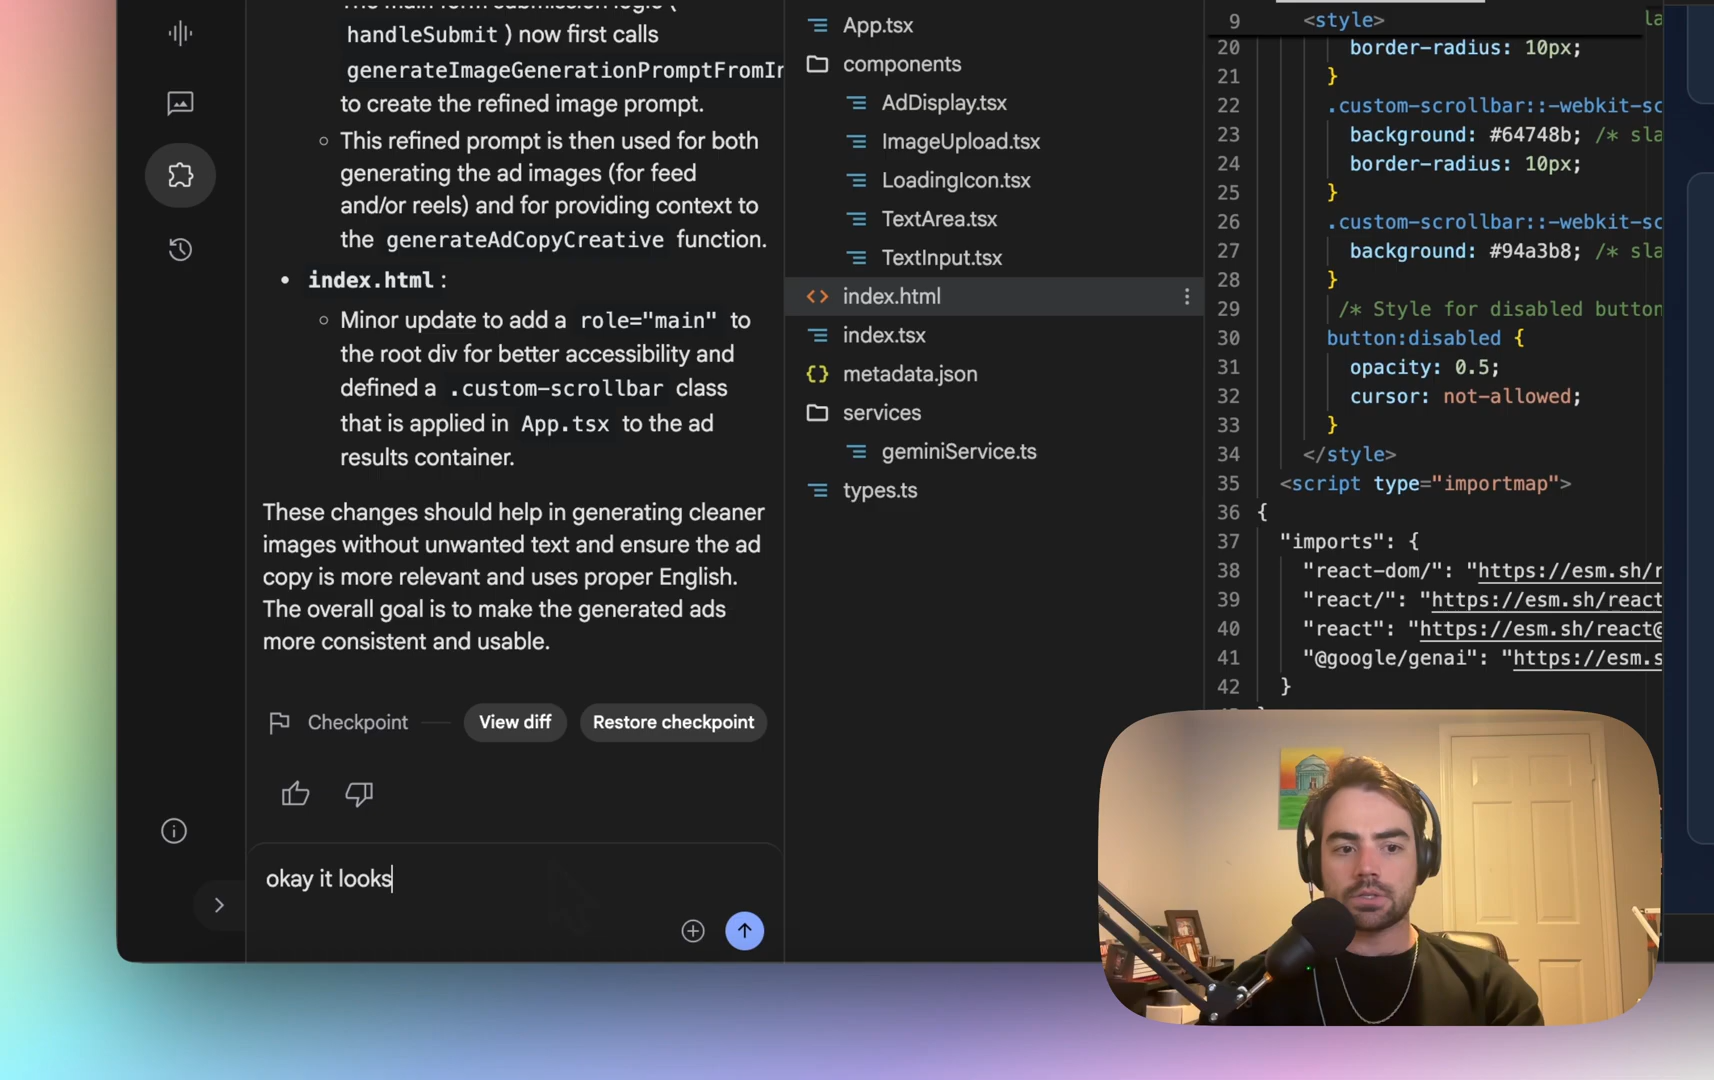 handleSubmit ) now first calls
generateImageGenerationPromptFromIr
to create the refined image prompt.
This refined prompt is then used for both
generating the ad images (for feed
and/or reels) and for providing context to
the generateAdCopyCreative function.
index.html :
Minor update to add a role="main" to
the root div for better accessibility and
defined a .custom-scrollbar class
that is applied in App.tsx to the ad
results container.
These changes should help in generating cleaner
images without unwanted text and ensure the ad
copy is more relevant and uses proper English.
The overall goal is to make the generated ads
more consistent and usable.
Checkpoint
View diff
Restore checkpoint
okay it looks
App.tsx
components
AdDisplay.tsx
ImageUpload.tsx
LoadingIcon.tsx
TextArea.tsx
TextInput.tsx
index.html
index.tsx
metadata.json
services
geminiService.ts
types.ts
9 <style> la
20 border-radius: 10px;
21 }
22 .custom-scrollbar::-webkit-sc
23 background: #64748b; /* sla
24 border-radius: 10px;
25 }
26 .custom-scrollbar::-webkit-sc
27 background: #94a3b8; /* sla
28 }
29 /* Style for disabled button
30 button:disabled {
31 opacity: 0.5;
32 cursor: not-allowed;
33 }
34 </style>
35 <script type="importmap">
36 {
37 "imports": {
38 "react-dom/": "https://esm.sh/r
39 "react/": "https://esm.sh/react
40 "react": "https://esm.sh/react@
41 "@google/genai": "https://esm.s
42 }